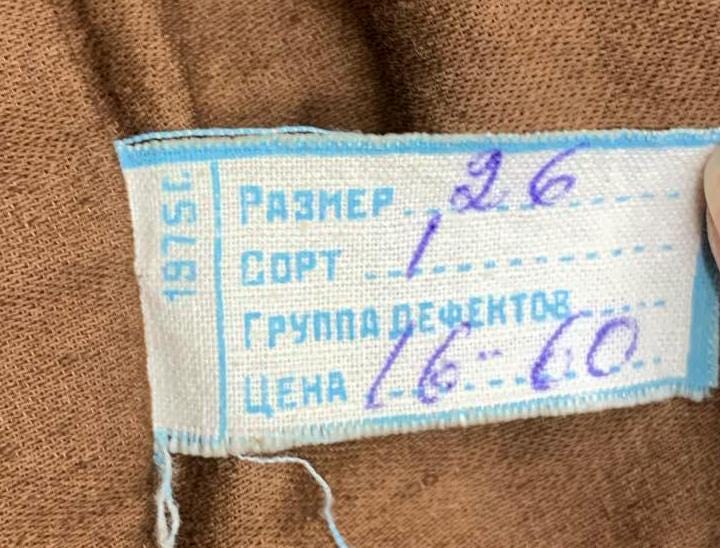 1975г
РАЗМЕР 26
СОРТ 1
ГРУППА ДЕФЕКТОВ
ЦЕНА 16-60